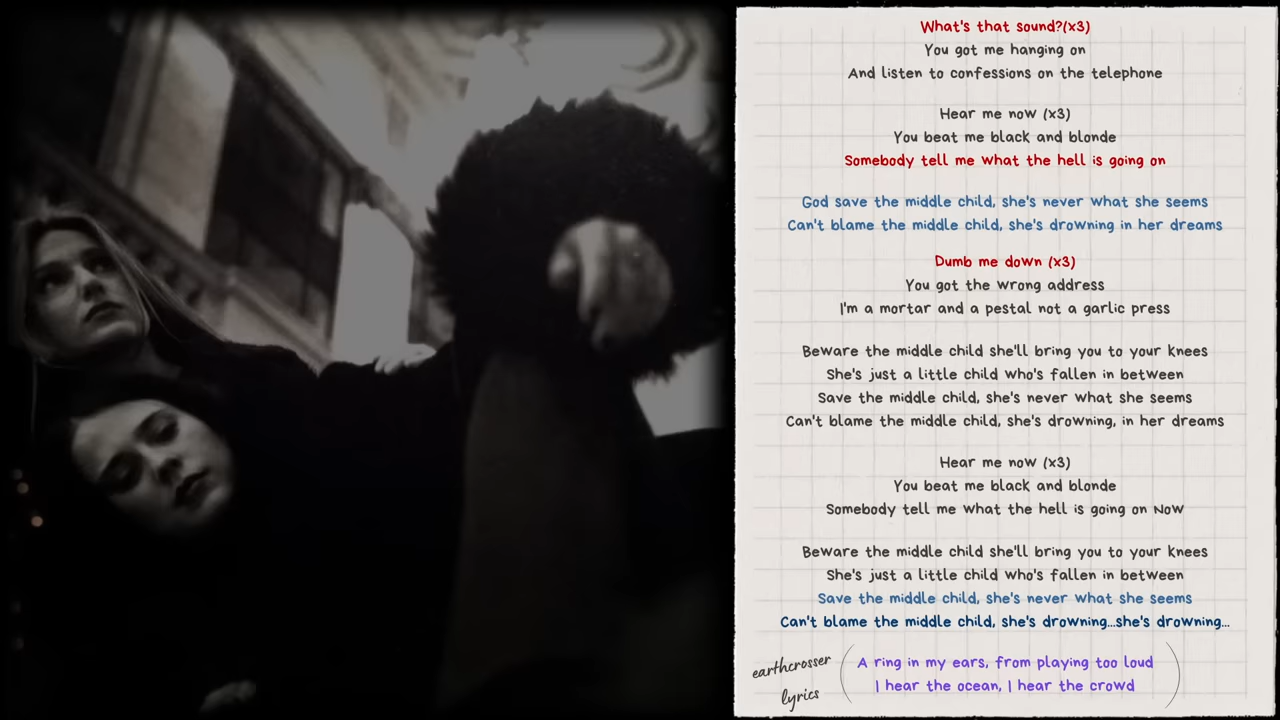 What's that sound?(x3)
You got me hanging on
And listen to confessions on the telephone
Hear me now (x3)
You beat me black and blonde
Somebody tell me what the hell is going on
God save the middle child, she's never what she seems
Can't blame the middle child, she's drowning in her dreams
Dumb me down (x3)
You got the wrong address
I'm a mortar and a pestal not a garlic press
Beware the middle child she'll bring you to your knees
She's just a little child who's fallen in between
Save the middle child, she's never what she seems
Can't blame the middle child, she's drowning, in her dreams
Hear me now (x3)
You beat me black and blonde
Somebody tell me what the hell is going on NOW
Beware the middle child she'll bring you to your knees
She's just a little child who's fallen in between
Save the middle child, she's never what she seems
Can't blame the middle child, she's drowning...she's drowning...
earthcrosser
lyrics
A ring in my ears, from playing too loud
I hear the ocean, I hear the crowd